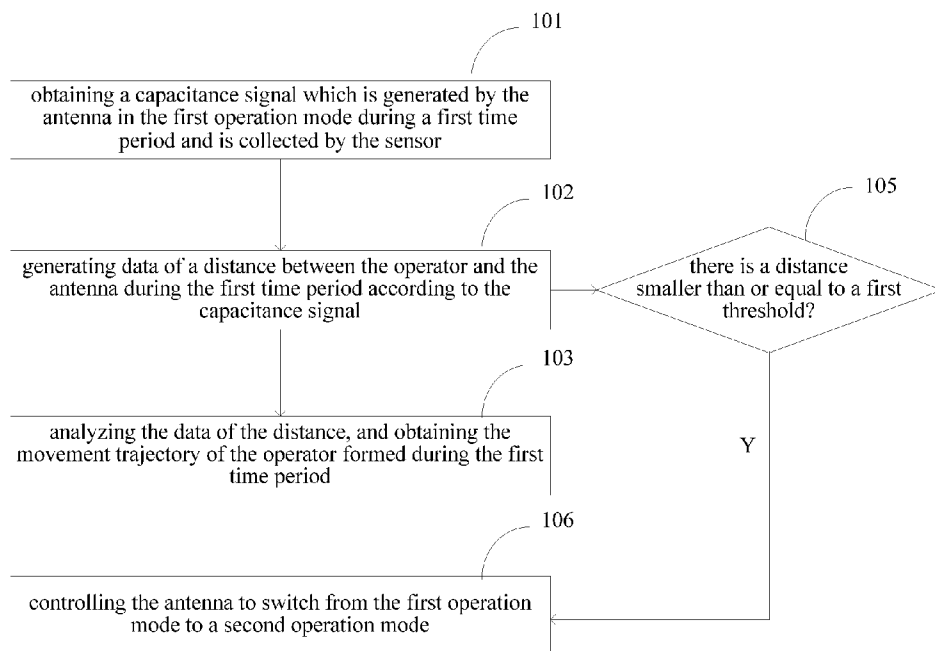 101
obtaining a capacitance signal which is generated by the
antenna in the first operation mode during a first time
period and is collected by the sensor
102
generating data of a distance between the operator and the
antenna during the first time period according to the
capacitance signal
105
there is a distance
smaller than or equal to a first
threshold?
103
analyzing the data of the distance, and obtaining the
movement trajectory of the operator formed during the first
time period
Y
106
controlling the antenna to switch from the first operation
mode to a second operation mode